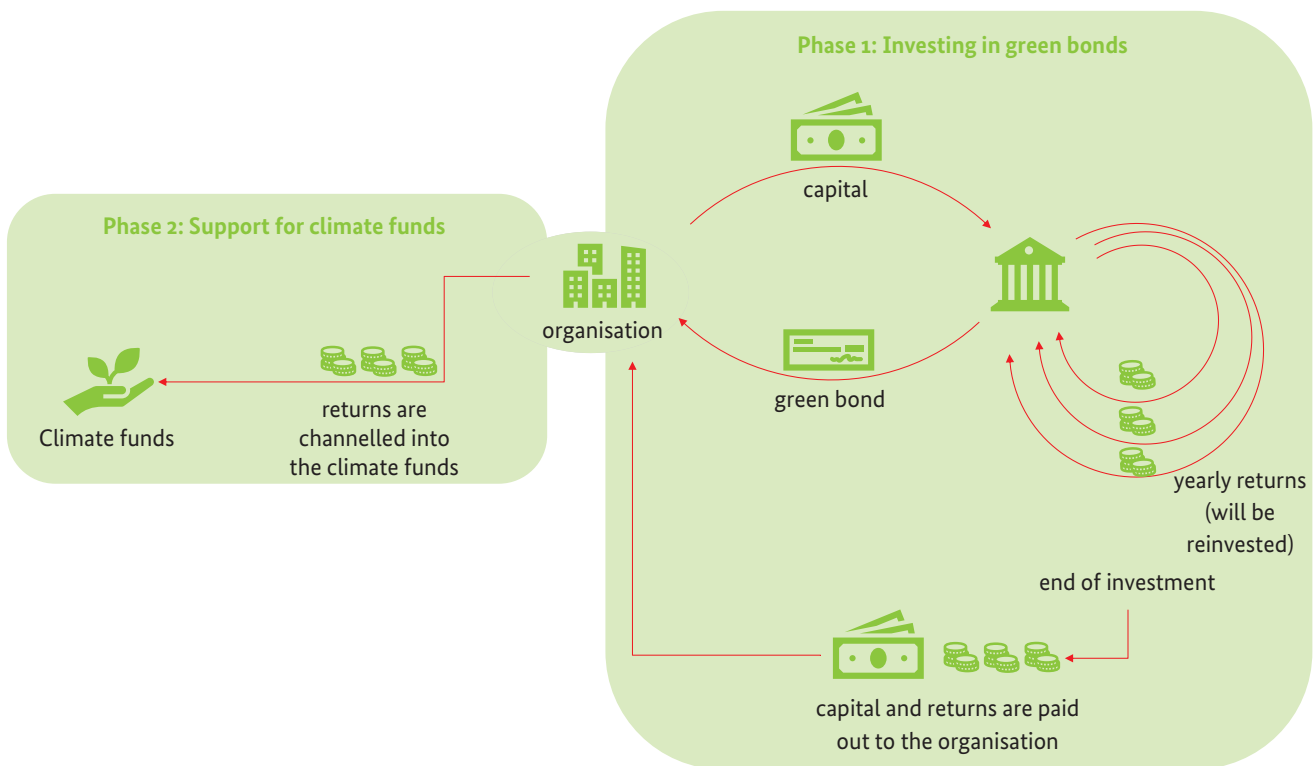 Phase 1: Investing in green bonds
capital
Phase 2: Support for climate funds
organisation
green bond
returns are
channelled into
the climate funds
Climate funds
yearly returns
(will be
reinvested)
end of investment
capital and returns are paid
out to the organisation